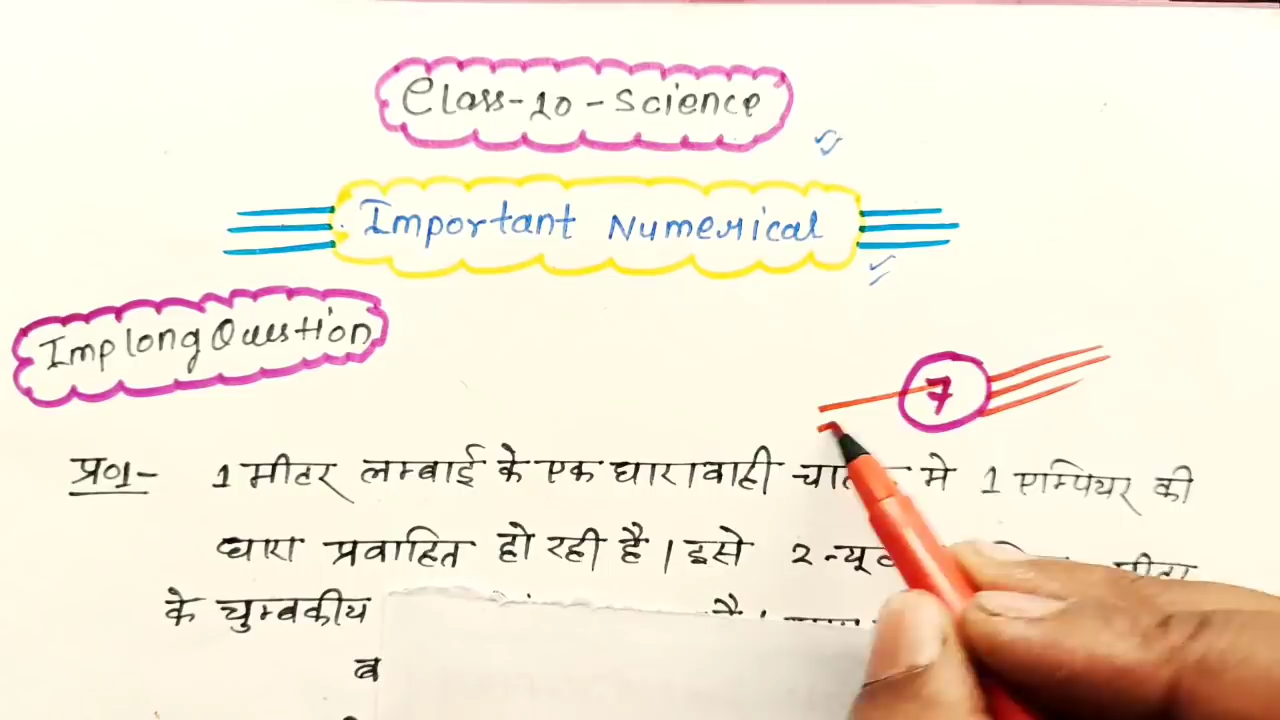 Class-10-Science
Important Numerical
Imp long Question
7
प्र01- 1 मीटर लम्बाई के एक धारावाही में 1 एम्पियर की
धारा प्रवाहित हो रही है। इसे 2
के चुम्बकीय